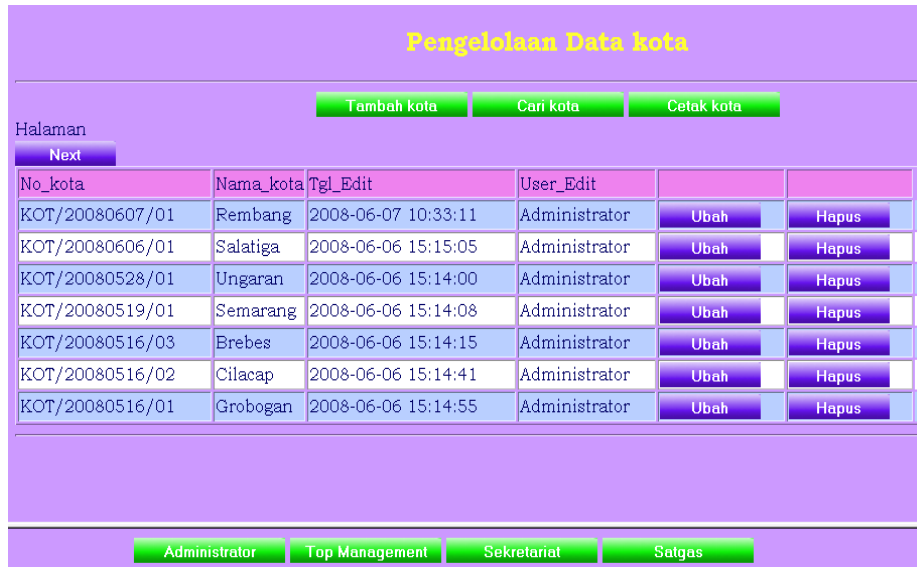 Pengelolaan Data kota
Tambah kota Cari kota Cetak kota
Halaman
Next
No_kota Nama_kota Tgl_Edit User_Edit
KOT/20080607/01 Rembang 2008-06-07 10:33:11 Administrator Ubah Hapus
KOT/20080606/01 Salatiga 2008-06-06 15:15:05 Administrator Ubah Hapus
KOT/20080528/01 Ungaran 2008-06-06 15:14:00 Administrator Ubah Hapus
KOT/20080519/01 Semarang 2008-06-06 15:14:08 Administrator Ubah Hapus
KOT/20080516/03 Brebes 2008-06-06 15:14:15 Administrator Ubah Hapus
KOT/20080516/02 Cilacap 2008-06-06 15:14:41 Administrator Ubah Hapus
KOT/20080516/01 Grobogan 2008-06-06 15:14:55 Administrator Ubah Hapus
Administrator Top Management Sekretariat Satgas